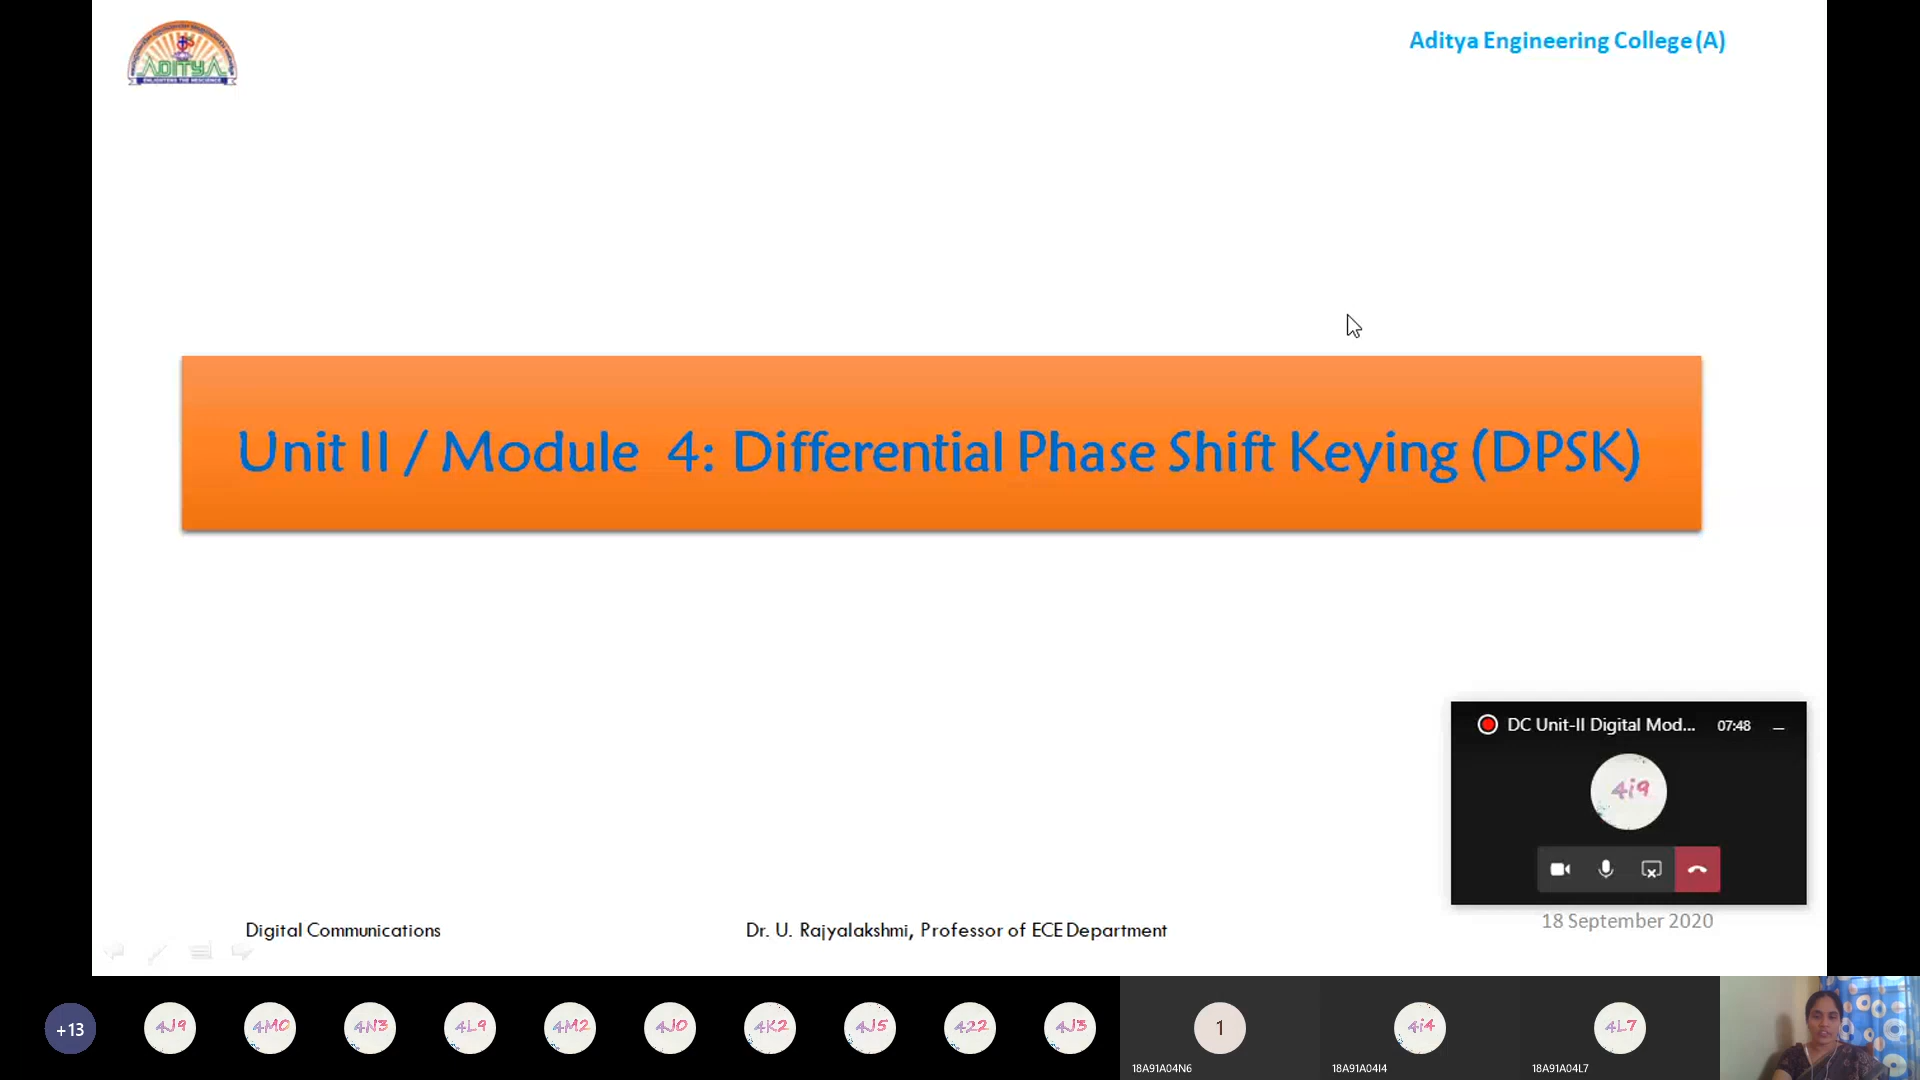 ADITYA
Aditya Engineering College (A)
Unit II / Module 4: Differential Phase Shift Keying (DPSK)
DC Unit-II Digital Mod... 07:48
4i9
Digital Communications
Dr. U. Rajyalakshmi, Professor of ECE Department
18 September 2020
+13
4J9
4M0
4N3
4L9
4M2
4J0
4K2
4J5
422
4J3
1
4i4
4L7
18A91A04N6
18A91A04I4
18A91A04L7